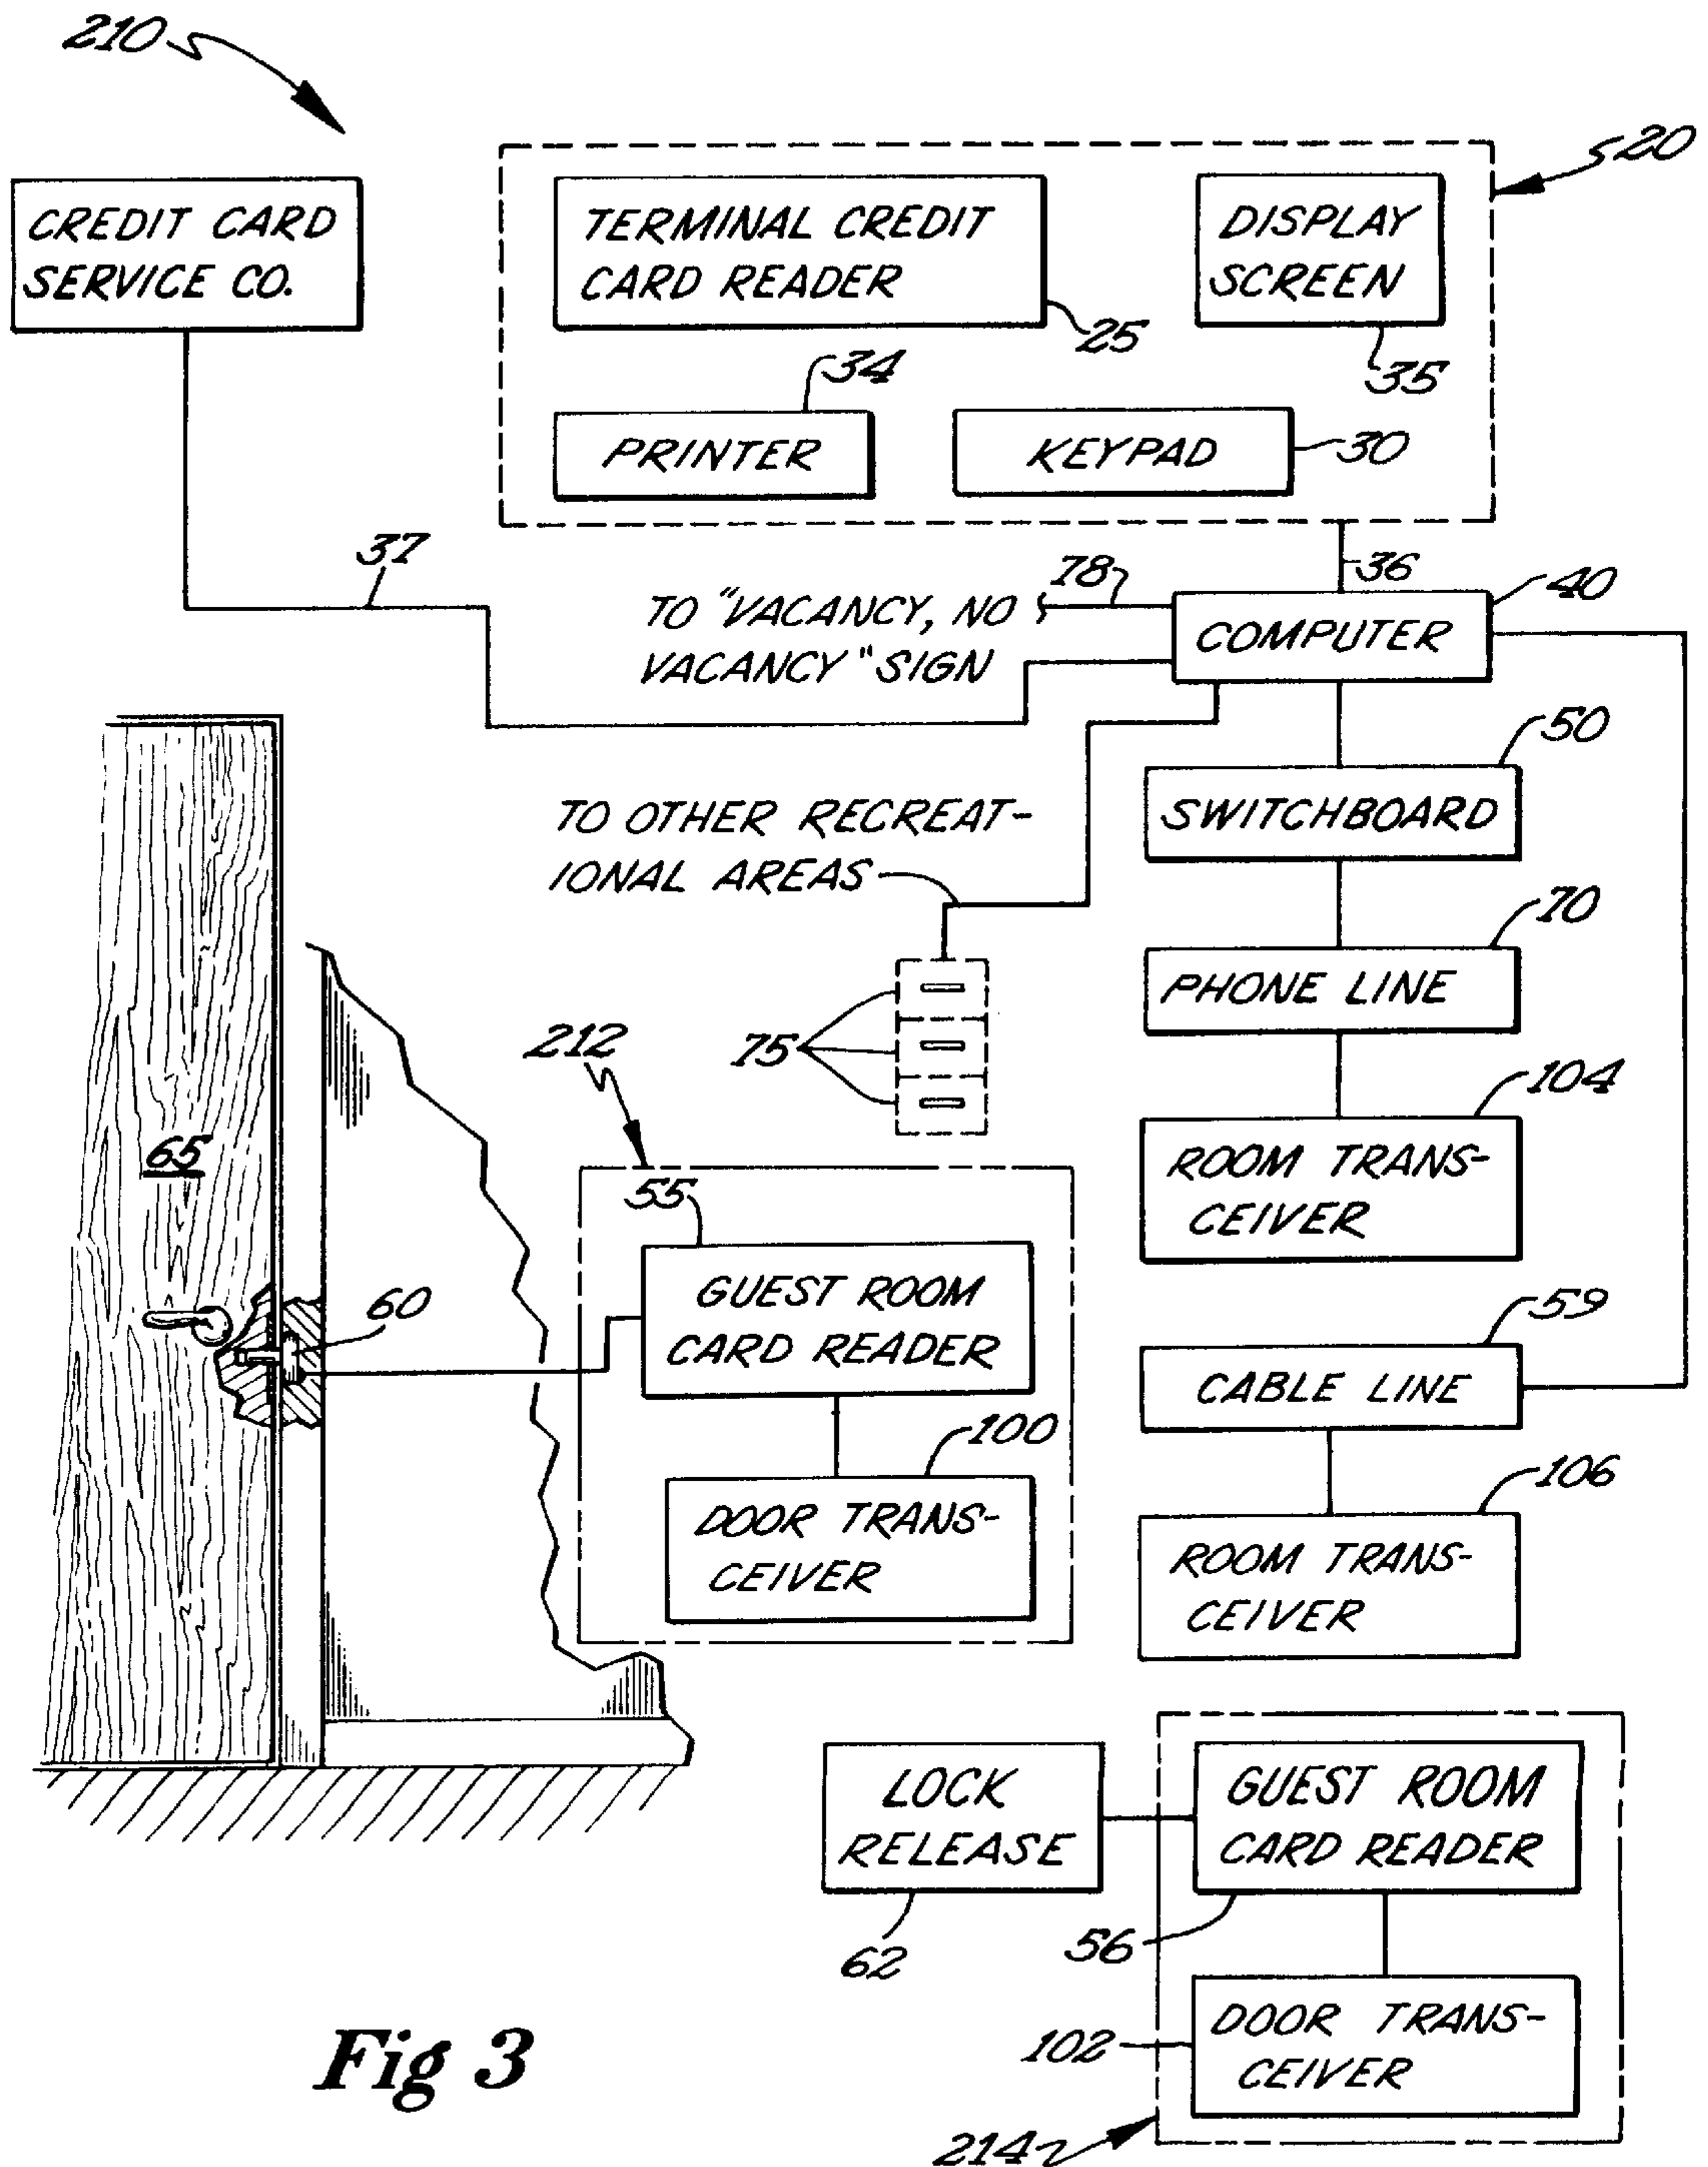 210
20
CREDIT CARD
SERVICE CO.
TERMINAL CREDIT
CARD READER
25
DISPLAY
SCREEN
35
34
PRINTER
KEYPAD
30
37
36
78
TO "VACANCY, NO
VACANCY" SIGN
40
COMPUTER
50
SWITCHBOARD
TO OTHER RECREAT-
IONAL AREAS
70
PHONE LINE
75
212
104
ROOM TRANS-
CEIVER
65
55
GUEST ROOM
CARD READER
60
59
CABLE LINE
100
DOOR TRANS-
CEIVER
106
ROOM TRANS-
CEIVER
LOCK
RELEASE
62
GUEST ROOM
CARD READER
56
DOOR TRANS-
CEIVER
102
214
Fig 3